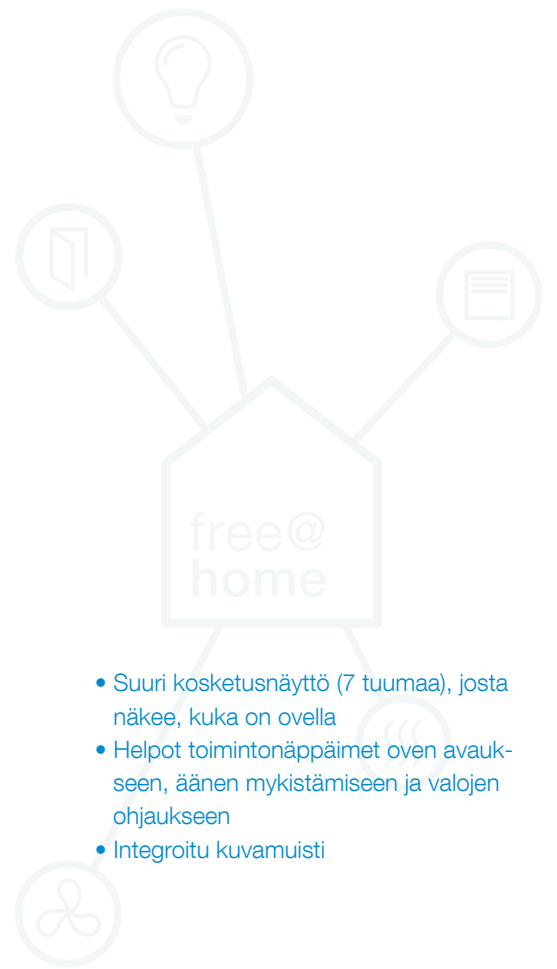 free@
home
• Suuri kosketusnäyttö (7 tuumaa), josta
näkee, kuka on ovella
• Helpot toimintonäppäimet oven avauk-
seen, äänen mykistämiseen ja valojen
ohjaukseen
• Integroitu kuvamuisti